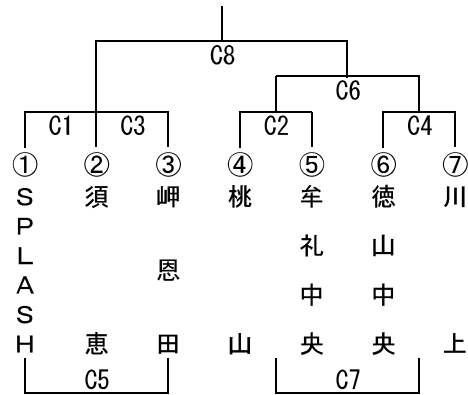 C8
C6
C1 C3 C2 C4
① ② ③ ④ ⑤ ⑥ ⑦
SPLASH
須恵
岬恩田
桃山
牟礼中央
徳山中央
川上
C5 C7